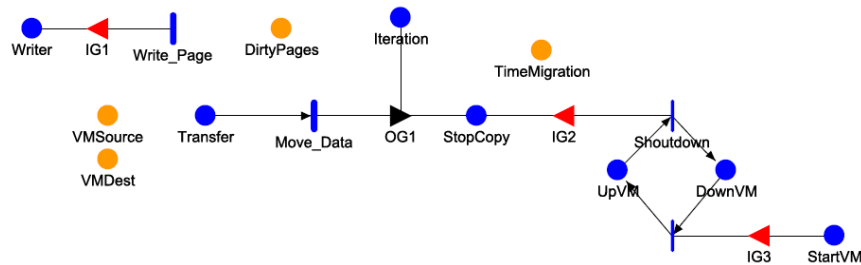 Iteration
Writer
IG1
Write_Page
DirtyPages
TimeMigration
VMSource
Transfer
Move_Data
OG1
StopCopy
IG2
Shoutdown
VMDest
UpVM
DownVM
IG3
StartVM